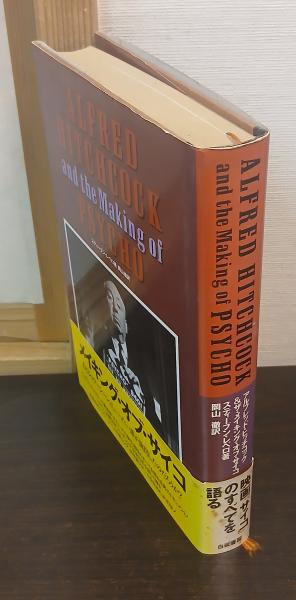 ALFRED
HITCHCOCK
and the Making of
PSYCHO
メイキング・オブ・サイコ
ALFRED HITCHCOCK
and the Making of PSYCHO
アルフレッド・ヒッチコック
&ザ・メイキング・オブ・サイコ
スティーブン・レベロ著
岡山 徹訳
映画「サイコ」
のすべてを
語る
白夜書房